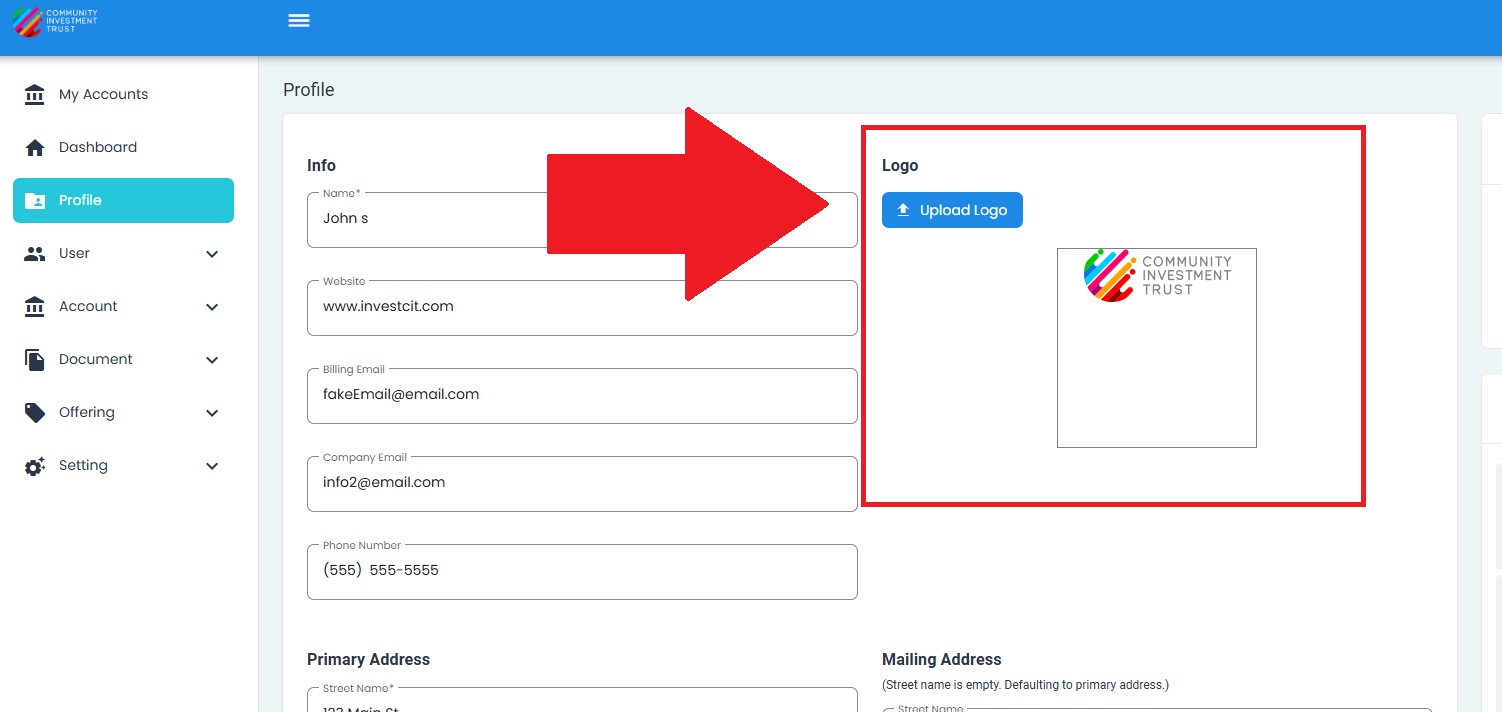 COMMUNITY
INVESTMENT
TRUST
My Accounts
Dashboard
Profile
User
Account
Document
Offering
Setting
Profile
Info
Name*
John s
Website
www.investcit.com
Billing Email
fakeEmail@email.com
Company Email
info2@email.com
Phone Number
(555) 555-5555
Logo
Upload Logo
COMMUNITY
INVESTMENT
TRUST
Primary Address
Street Name*
123 Main St
Mailing Address
(Street name is empty. Defaulting to primary address.)
Street Name